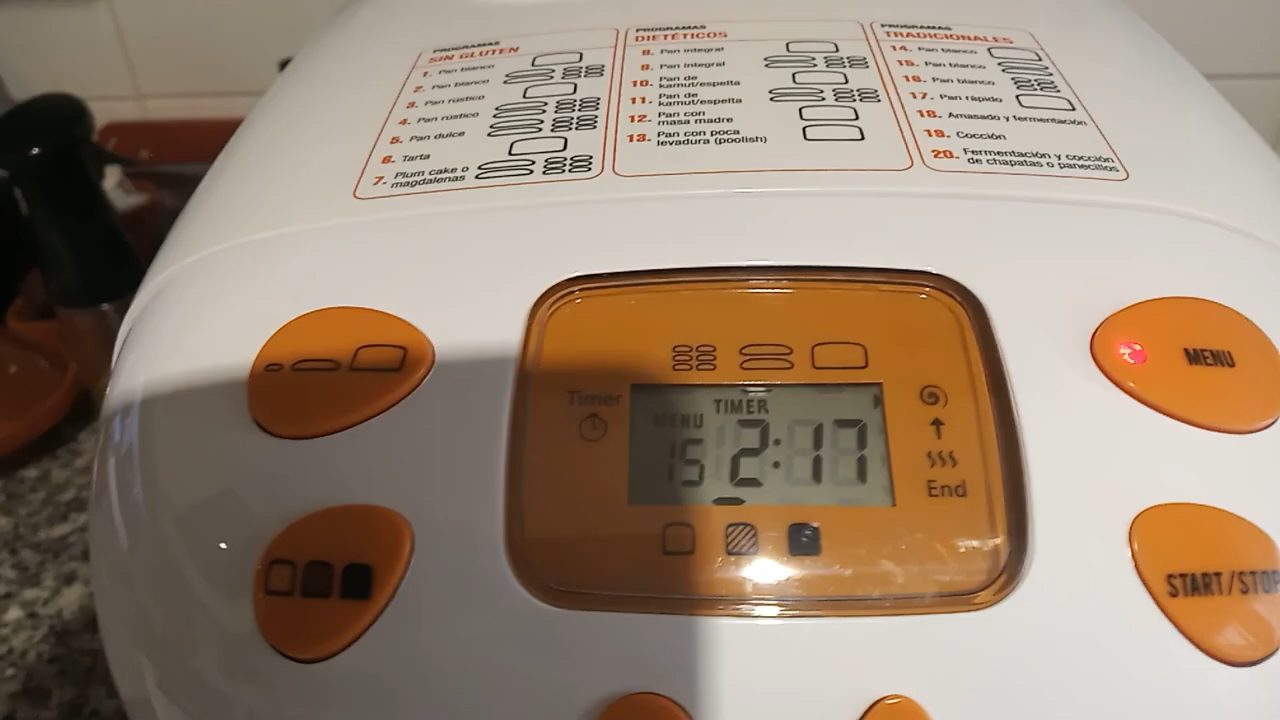 PROGRAMAS
SIN GLUTEN
1. Pan blanco
2. Pan blanco
3. Pan rústico
4. Pan rústico
5. Pan dulce
6. Tarta
7. Plum cake o
magdalenas
PROGRAMAS
DIETÉTICOS
8. Pan integral
9. Pan integral
10. Pan de
kamut/espelta
11. Pan de
kamut/espelta
12. Pan con
masa madre
13. Pan con poca
levadura (poolish)
PROGRAMAS
TRADICIONALES
14. Pan blanco
15. Pan blanco
16. Pan blanco
17. Pan rápido
18. Amasado y fermentación
19. Cocción
20. Fermentación y cocción
de chapatas o panecillos
Timer
TIMER
MENU
15 2:17
End
MENU
START/STOP